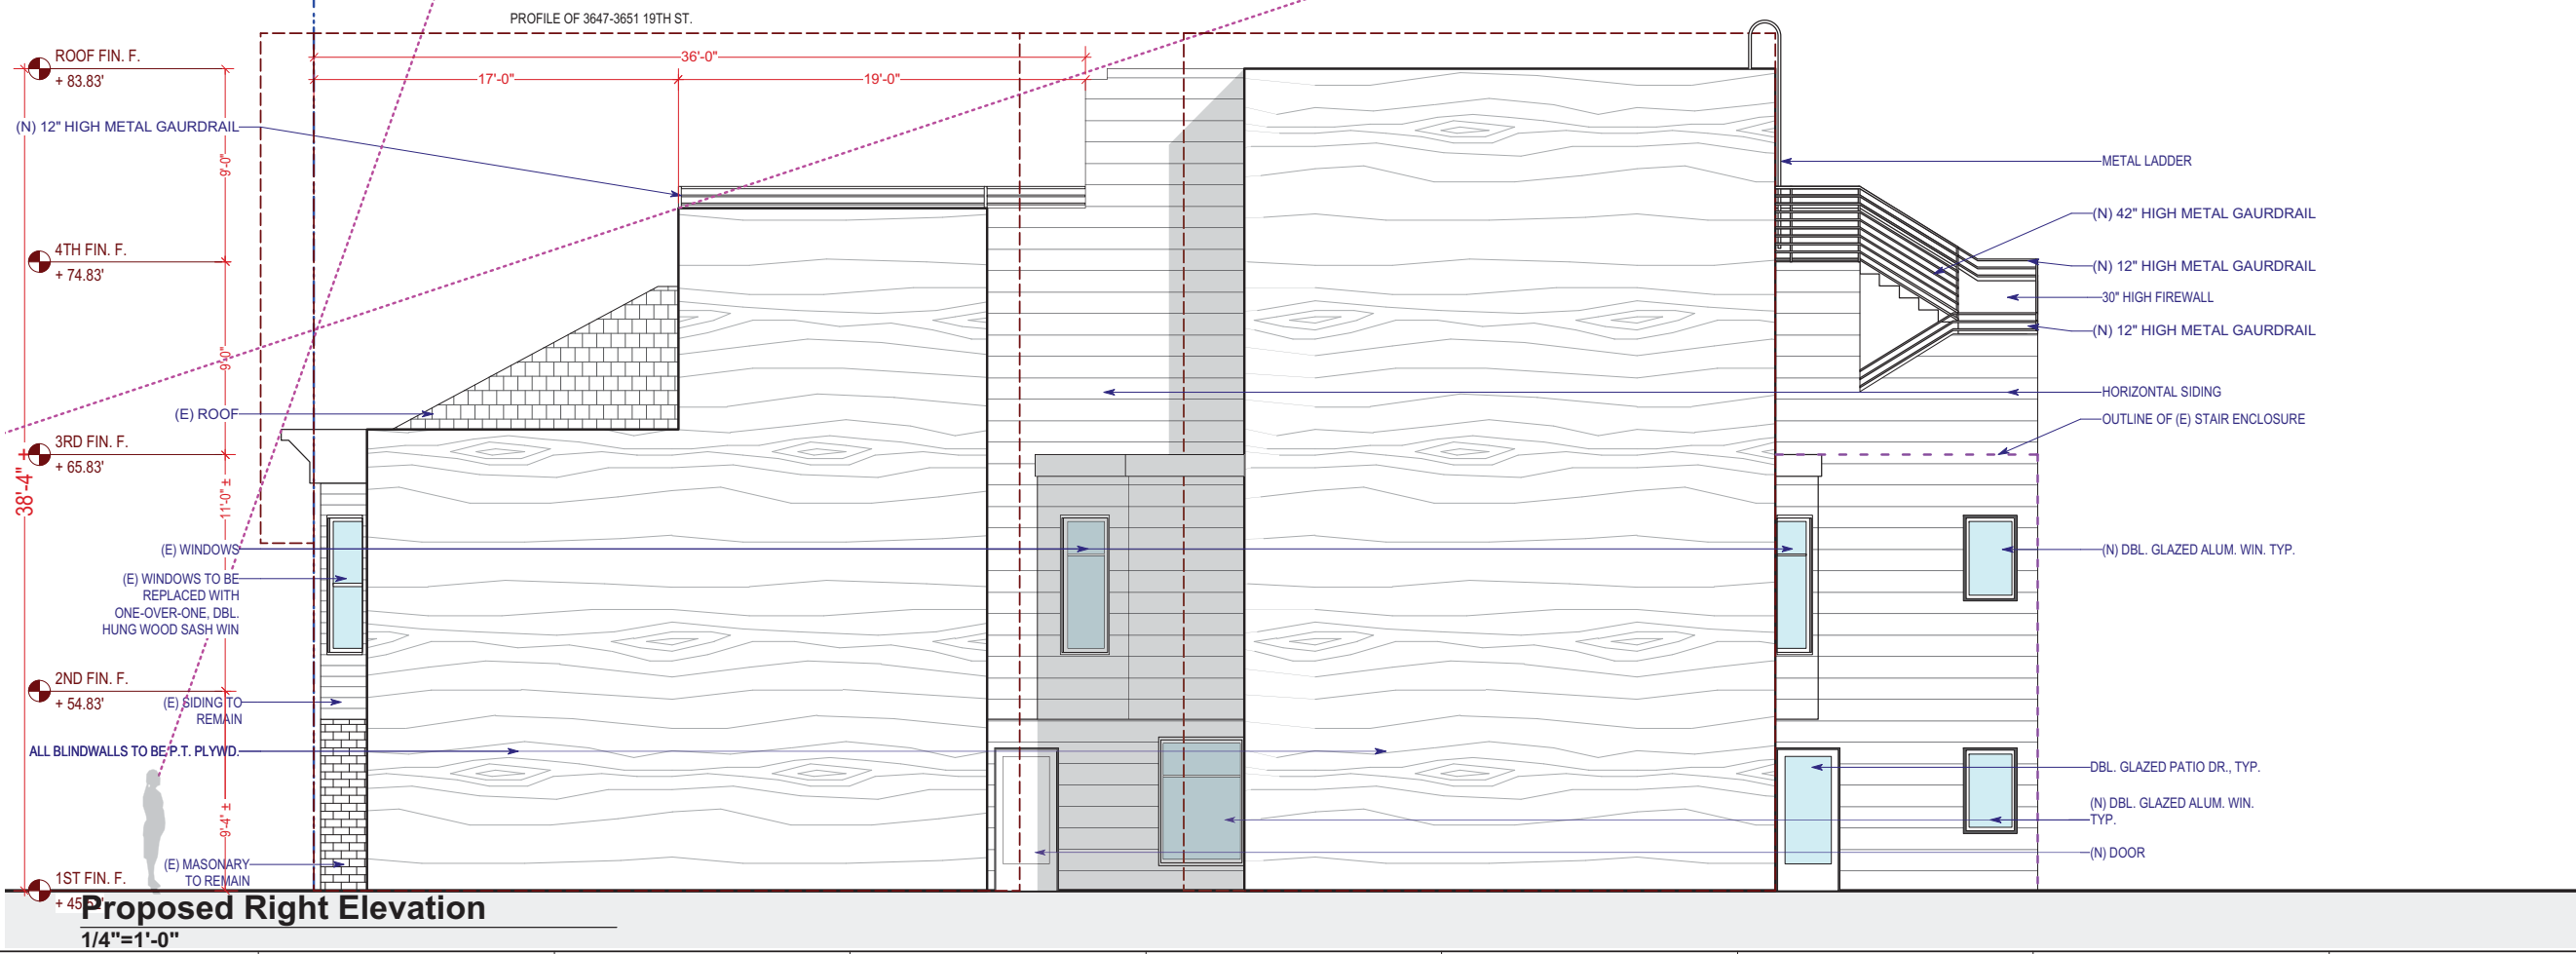 PROFILE OF 3647-3651 19TH ST.
36'-0"
17'-0"
19'-0"
ROOF FIN. F.
+ 83.83'
(N) 12" HIGH METAL GAURDRAIL
9'-0"
4TH FIN. F.
+ 74.83'
9'-0"
(E) ROOF
3RD FIN. F.
+ 65.83'
38'-4" ±
11'-0" ±
(E) WINDOWS
(E) WINDOWS TO BE
REPLACED WITH
ONE-OVER-ONE, DBL.
HUNG WOOD SASH WIN
2ND FIN. F.
+ 54.83'
(E) SIDING TO
REMAIN
ALL BLINDWALLS TO BE P.T. PLYWD.
9'-4" ±
(E) MASONARY
TO REMAIN
1ST FIN. F.
METAL LADDER
(N) 42" HIGH METAL GAURDRAIL
(N) 12" HIGH METAL GAURDRAIL
30" HIGH FIREWALL
(N) 12" HIGH METAL GAURDRAIL
HORIZONTAL SIDING
OUTLINE OF (E) STAIR ENCLOSURE
(N) DBL. GLAZED ALUM. WIN. TYP.
DBL. GLAZED PATIO DR., TYP.
(N) DBL. GLAZED ALUM. WIN.
TYP.
(N) DOOR
Proposed Right Elevation
1/4"=1'-0"